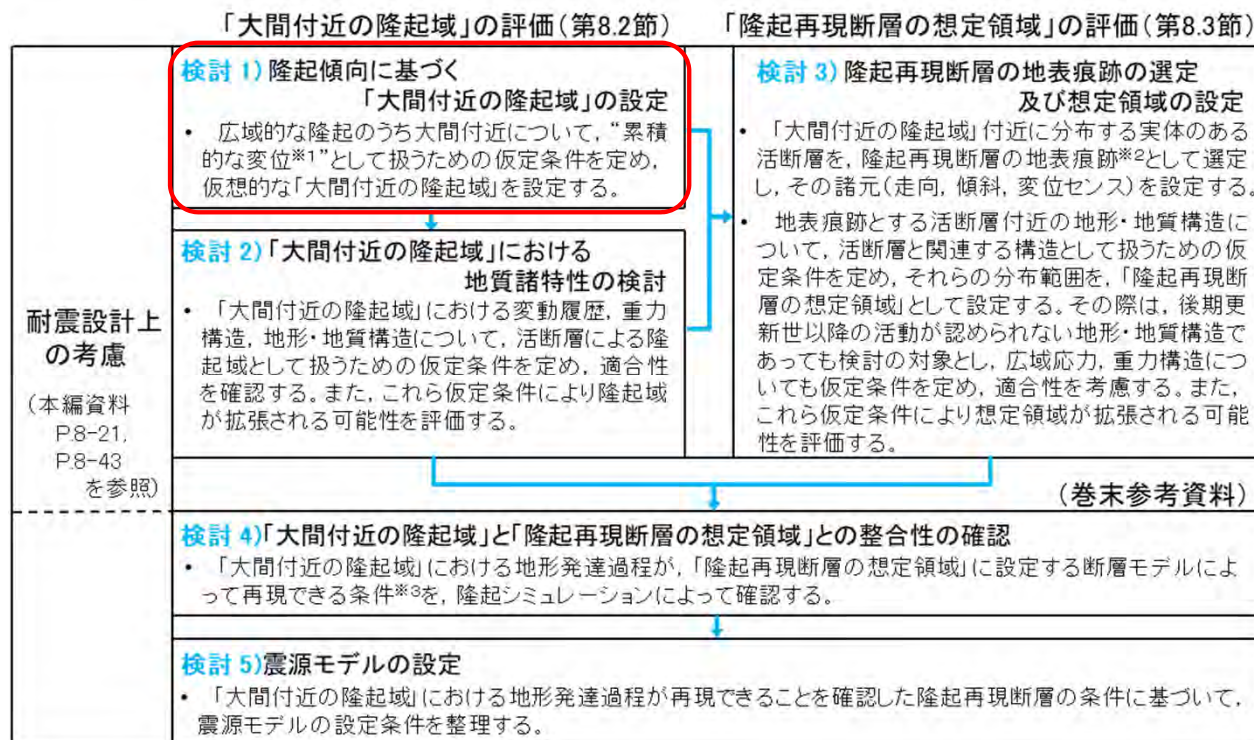 「大間付近の隆起域」の評価(第8.2節)
「隆起再現断層の想定領域」の評価(第8.3節)
耐震設計上
の考慮
(本編資料
P.8-21,
P.8-43
を参照)
検討 1) 隆起傾向に基づく
「大間付近の隆起域」の設定
• 広域的な隆起のうち大間付近について,“累積
的な変位※1”として扱うための仮定条件を定め,
仮想的な「大間付近の隆起域」を設定する。
検討 2)「大間付近の隆起域」における
地質諸特性の検討
• 「大間付近の隆起域」における変動履歴, 重力
構造, 地形・地質構造について, 活断層による隆
起域として扱うための仮定条件を定め, 適合性
を確認する。また, これら仮定条件により隆起域
が拡張される可能性を評価する。
検討 3) 隆起再現断層の地表痕跡の選定
及び想定領域の設定
• 「大間付近の隆起域」付近に分布する実体のある
活断層を, 隆起再現断層の地表痕跡※2として選定
し, その諸元(走向, 傾斜, 変位センス)を設定する。
• 地表痕跡とする活断層付近の地形・地質構造に
ついて, 活断層と関連する構造として扱うための仮
定条件を定め, それらの分布範囲を, 「隆起再現断
層の想定領域」として設定する。その際は, 後期更
新世以降の活動が認められない地形・地質構造で
あっても検討の対象とし, 広域応力, 重力構造につ
いても仮定条件を定め, 適合性を考慮する。また,
これら仮定条件により想定領域が拡張される可能
性を評価する。
(巻末参考資料)
検討 4)「大間付近の隆起域」と「隆起再現断層の想定領域」との整合性の確認
• 「大間付近の隆起域」における地形発達過程が, 「隆起再現断層の想定領域」に設定する断層モデルによ
って再現できる条件※3を, 隆起シミュレーションによって確認する。
検討 5)震源モデルの設定
• 「大間付近の隆起域」における地形発達過程が再現できることを確認した隆起再現断層の条件に基づいて,
震源モデルの設定条件を整理する。